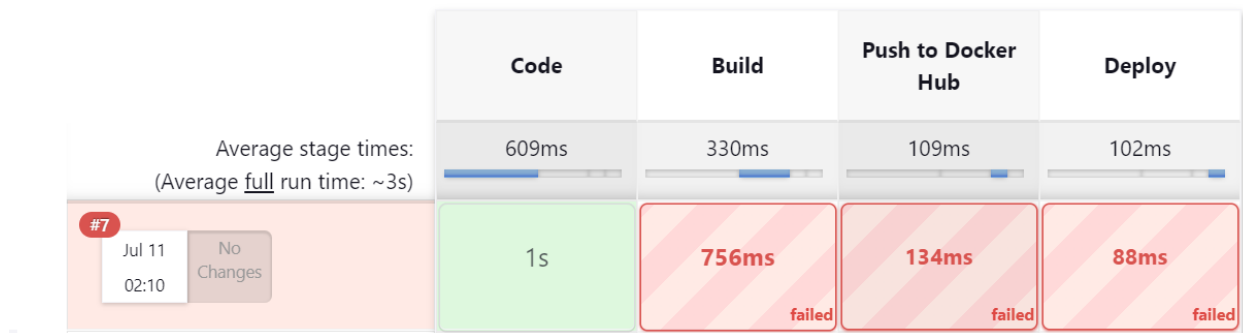 Code
Build
Push to Docker
Hub
Deploy
Average stage times:
(Average full run time: ~3s)
609ms
330ms
109ms
102ms
#7
Jul 11
02:10
No
Changes
1s
756ms
failed
134ms
failed
88ms
failed